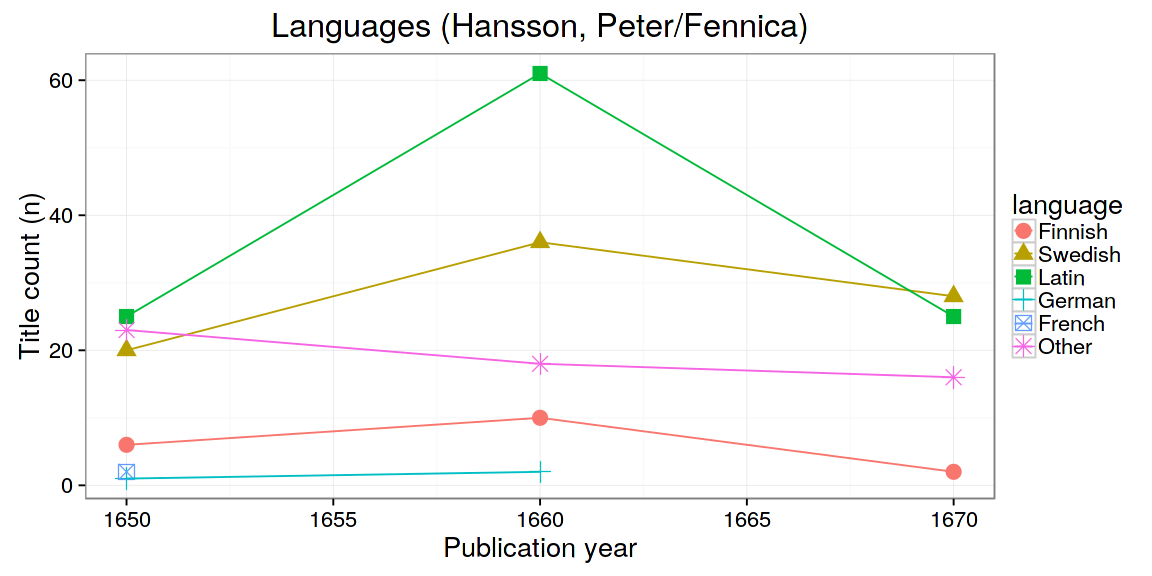 Languages (Hansson, Peter/Fennica)
Title count (n)
60
40
20
0
1650 1655 1660 1665 1670
Publication year
language
Finnish
Swedish
Latin
German
French
Other